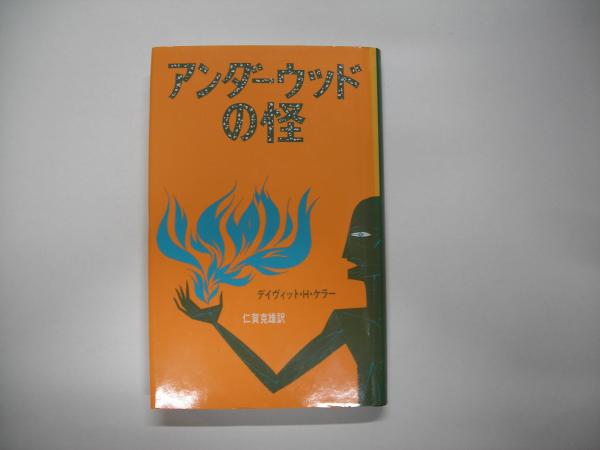 アンダーウッド
の怪
デイヴィット・H・ケラー
仁賀克雄訳